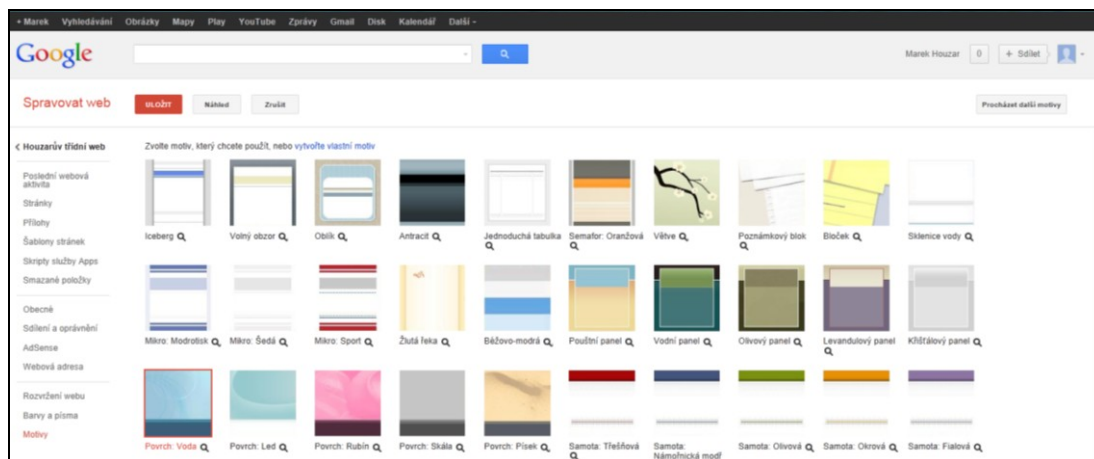 + Marek Vyhledávání Obrázky Mapy Play YouTube Zprávy Gmail Disk Kalendář Další
Google
Marek Houzar 0 + Sdílet
Spravovat web ULOŽIT Náhled Zrušit Procházet další motivy
Houzarův třídní web
Zvolte motiv, který chcete použít, nebo vytvořte vlastní motiv
Poslední webová
aktivita
Stránky
Přílohy
Šablony stránek
Skripty služby Apps
Smazané položky
Obecné
Sdílení a oprávnění
AdSense
Webová adresa
Rozvržení webu
Barvy a písma
Motivy
Iceberg Volný obzor Oblík Antracit Jednoduchá tabulka Semafor: Oranžová Větve Poznámkový blok Bloček Sklenice vody
Mikro: Modrotisk Mikro: Šedá Mikro: Sport Žlutá řeka Béžovo-modrá Pouštní panel Vodní panel Olivový panel Levandulový panel Křišťálový panel
Povrch: Voda Povrch: Led Povrch: Rubín Povrch: Skála Povrch: Písek Samota: Třešňová Samota: Samota: Olivová Samota: Okrová Samota: Fialová
Námořnická modř